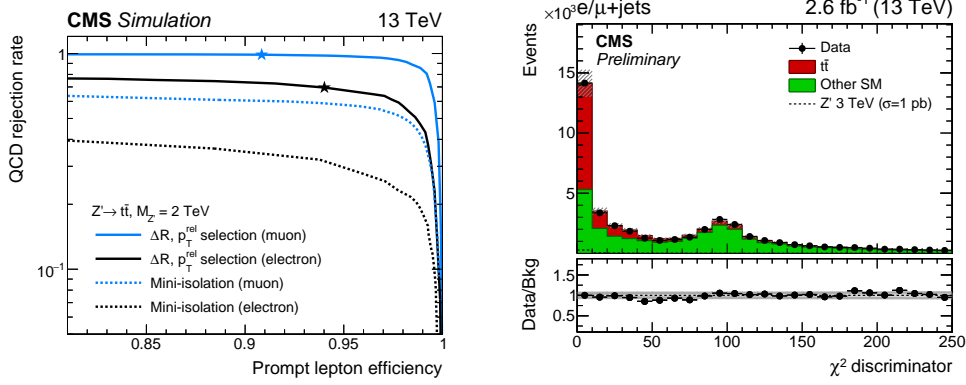 CMS Simulation 13 TeV
QCD rejection rate
1
10⁻¹
Z'→ tt̄, M_Z' = 2 TeV
ΔR, p_T^rel selection (muon)
ΔR, p_T^rel selection (electron)
Mini-isolation (muon)
Mini-isolation (electron)
0.85 0.9 0.95 1
Prompt lepton efficiency
×10³ e/μ+jets 2.6 fb⁻¹ (13 TeV)
Events
CMS
Preliminary
Data
tt̄
Other SM
Z' 3 TeV (σ=1 pb)
15
10
5
Data/Bkg
1.5
1
0.5
0 50 100 150 200 250
χ² discriminator